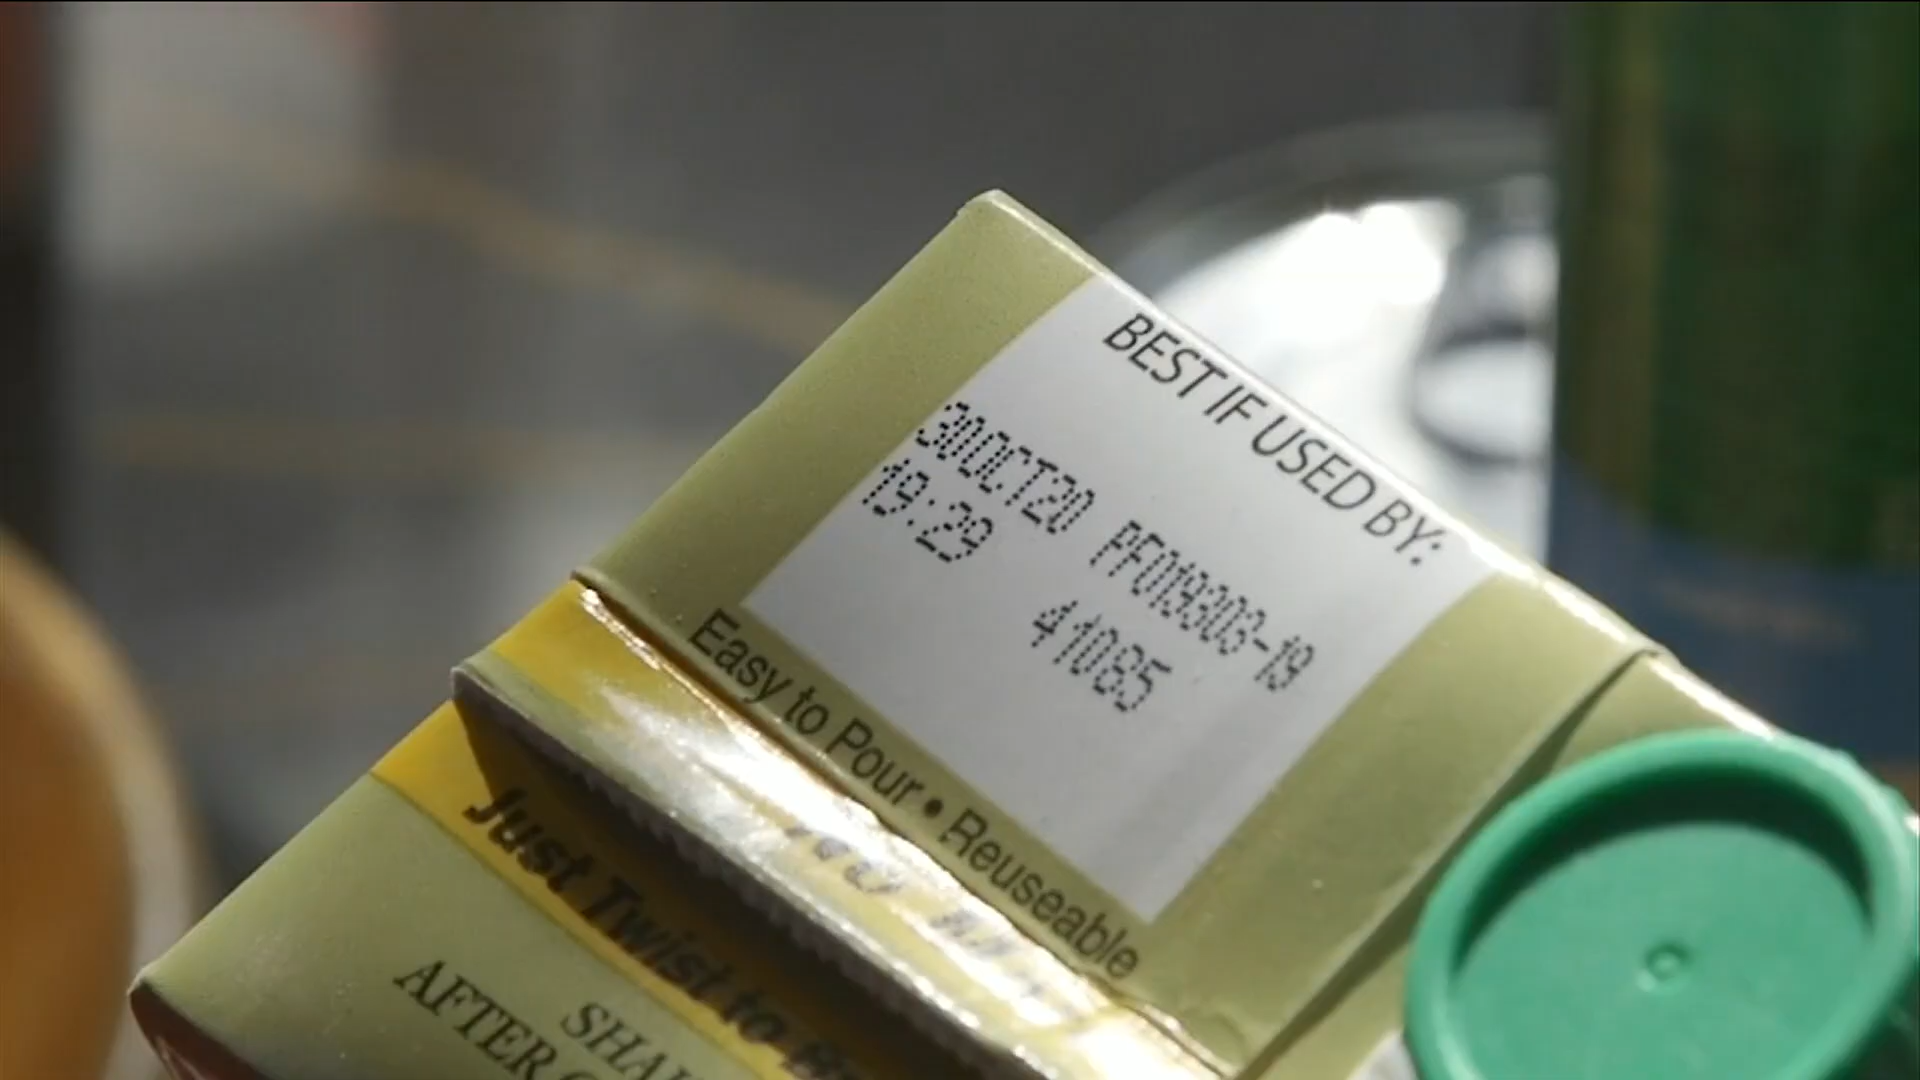 BEST IF USED BY:
30OCT20 PF019303-19
19:29 41085
Easy to Pour • Reuseable
Just Twist to
SHA
AFTER